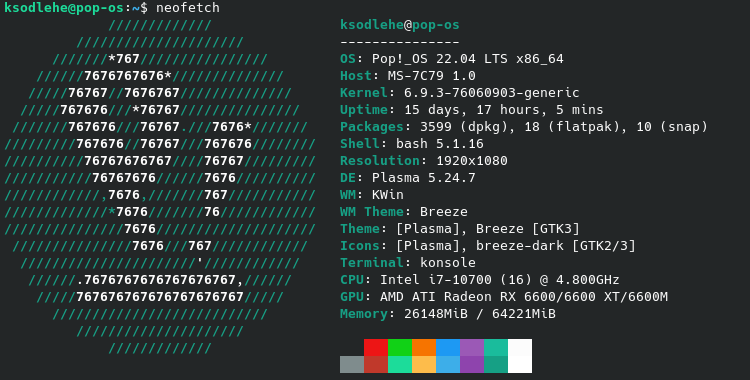 ksodlehe@pop-os:~$ neofetch
             /////////////                ksodlehe@pop-os
         /////////////////////            ---------------
      ///////*767////////////////         OS: Pop!_OS 22.04 LTS x86_64
    //////7676767676*//////////////       Host: MS-7C79 1.0
   /////76767//7676767//////////////      Kernel: 6.9.3-76060903-generic
  /////767676///*76767///////////////     Uptime: 15 days, 17 hours, 5 mins
 ///////767676///76767.///7676*///////    Packages: 3599 (dpkg), 18 (flatpak), 10 (snap)
/////////767676//76767///767676////////   Shell: bash 5.1.16
//////////76767676767////76767/////////   Resolution: 1920x1080
///////////76767676//////7676//////////   DE: Plasma 5.24.7
////////////,7676,///////767///////////   WM: KWin
/////////////*7676///////76////////////   WM Theme: Breeze
///////////////7676////////////////////   Theme: [Plasma], Breeze [GTK3]
 ///////////////7676///767////////////    Icons: [Plasma], breeze-dark [GTK2/3]
  //////////////////////'////////////     Terminal: konsole
   //////.7676767676767676767,//////      CPU: Intel i7-10700 (16) @ 4.800GHz
    /////767676767676767676767/////       GPU: AMD ATI Radeon RX 6600/6600 XT/6600M
      ///////////////////////////         Memory: 26148MiB / 64221MiB
         /////////////////////
             /////////////